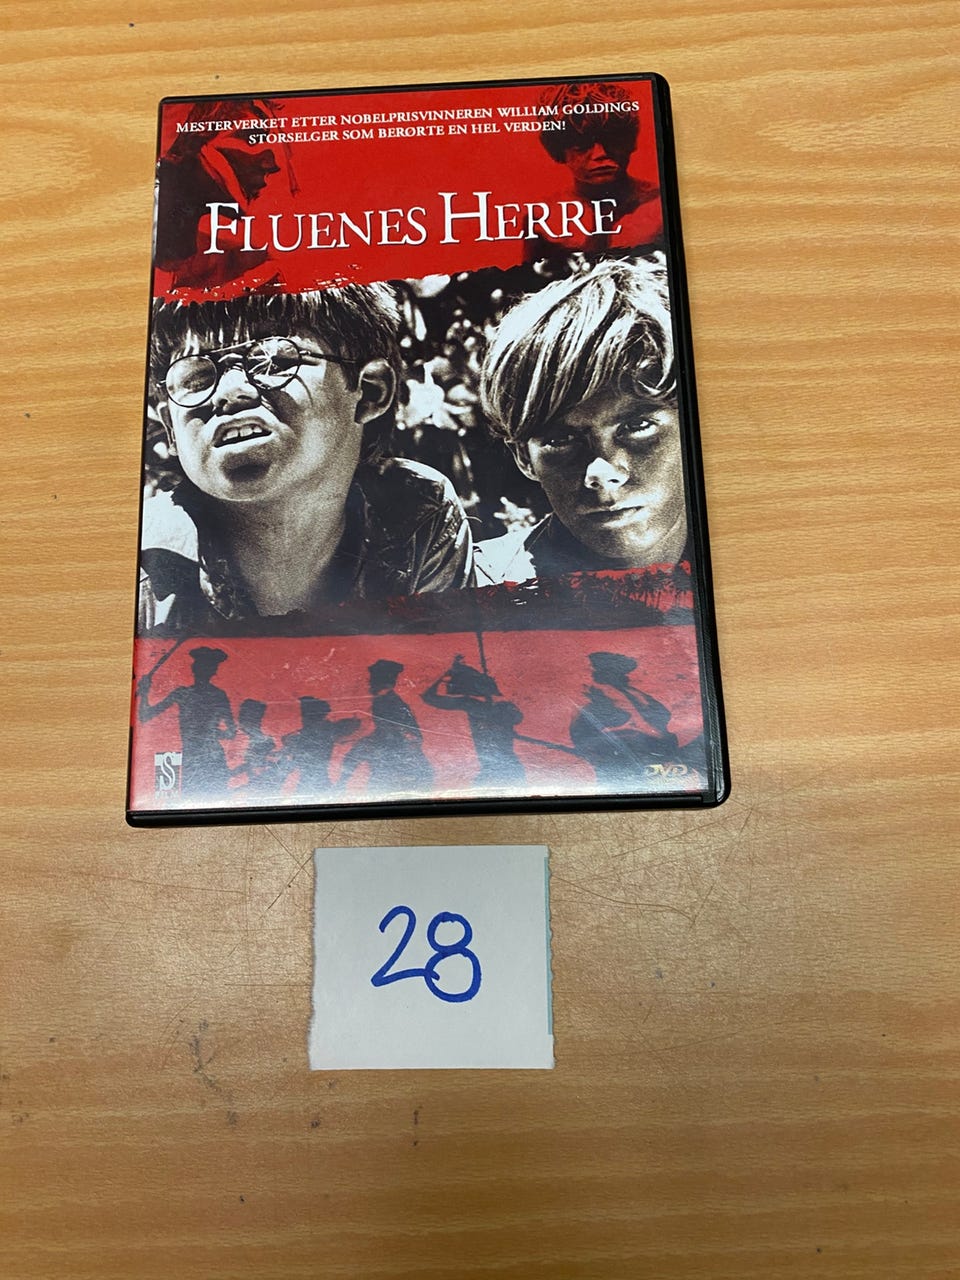 MESTERVERKET ETTER NOBELPRISVINNEREN WILLIAM GOLDINGS
STORSELGER SOM BERØRTE EN HEL VERDEN!
FLUENES HERRE
S
DVD
28